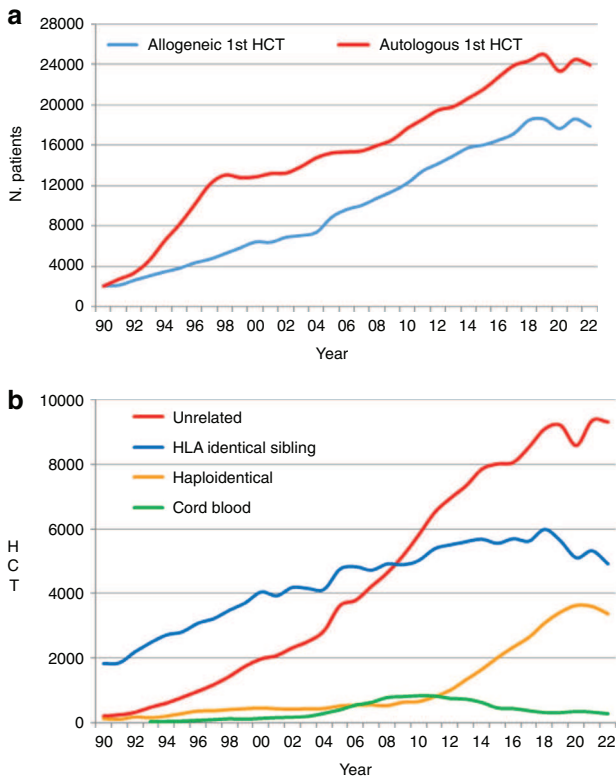 a
Allogeneic 1st HCT
Autologous 1st HCT
N. patients
28000
24000
20000
16000
12000
8000
4000
0
90 92 94 96 98 00 02 04 06 08 10 12 14 16 18 20 22
Year
b
Unrelated
HLA identical sibling
Haploidentical
Cord blood
H
C
T
10000
8000
6000
4000
2000
0
90 92 94 96 98 00 02 04 06 08 10 12 14 16 18 20 22
Year